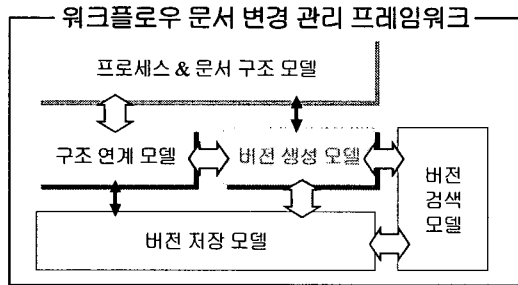 워크플로우 문서 변경 관리 프레임워크
프로세스 & 문서 구조 모델
구조 연계 모델
버전 생성 모델
버전
검색
모델
버전 저장 모델